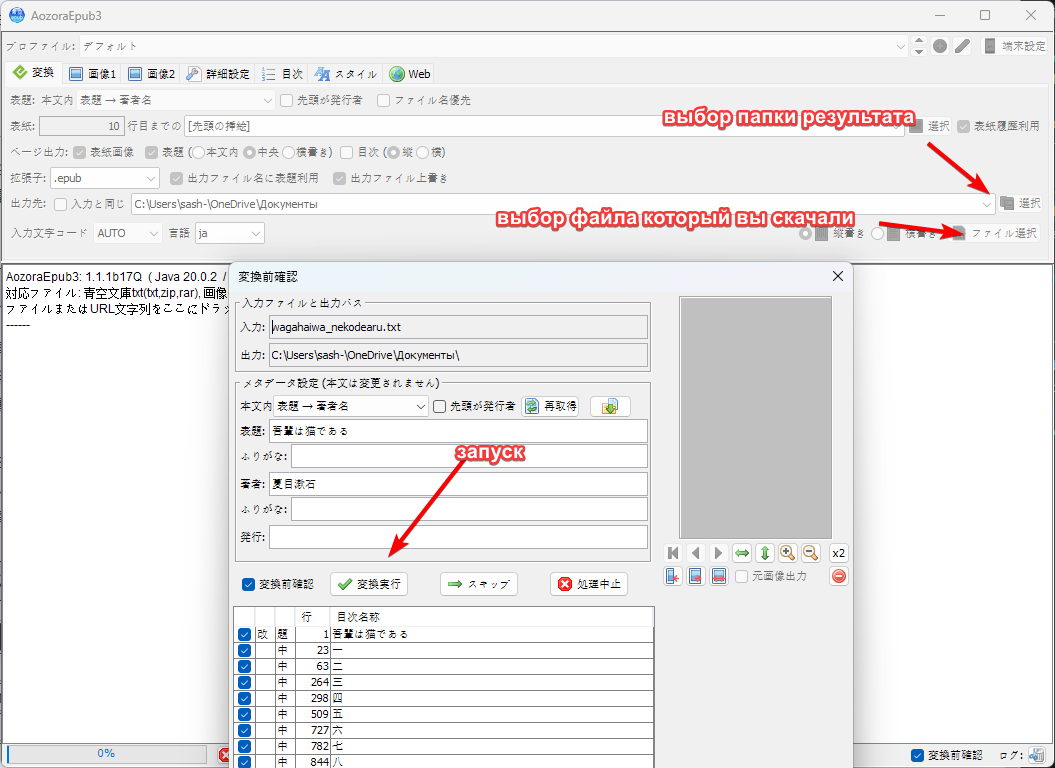 AozoraEpub3
プロファイル: デフォルト 端末設定
変換 画像1 画像2 詳細設定 目次 スタイル Web
表題: 本文内 表題 → 著者名 先頭が発行者 ファイル名優先
выбор папки результата
表紙: 10 行目までの [先頭の挿絵] 選択 表紙履歴利用
ページ出力: 表紙画像 表題 ( 本文内 中央 横書き) 目次 ( 縦 横)
拡張子: .epub 出力ファイル名に表題利用 出力ファイル上書き
出力先: 入力と同じ C:\Users\sash-\OneDrive\Документы 選択
выбор файла который вы скачали
入力文字コード AUTO 言語 ja 縦書き 横書き ファイル選択
AozoraEpub3: 1.1.1b17Q ( Java 20.0.2 /
対応ファイル: 青空文庫txt(txt,zip,rar), 画像
ファイルまたはURL文字列をここにドラ
------
変換前確認
入力ファイルと出力パス
入力: wagahaiwa_nekodearu.txt
出力: C:\Users\sash-\OneDrive\Документы\
メタデータ設定 (本文は変更されません)
本文内 表題 → 著者名 先頭が発行者 再取得
表題: 吾輩は猫である
запуск
ふりがな:
著者: 夏目漱石
ふりがな:
発行:
x2
元画像出力
変換前確認 変換実行 スキップ 処理中止
行 目次名称
改 題 1 吾輩は猫である
中 23 一
中 63 二
中 264 三
中 298 四
中 509 五
中 727 六
中 782 七
中 844 八
0% 変換前確認 ログ: